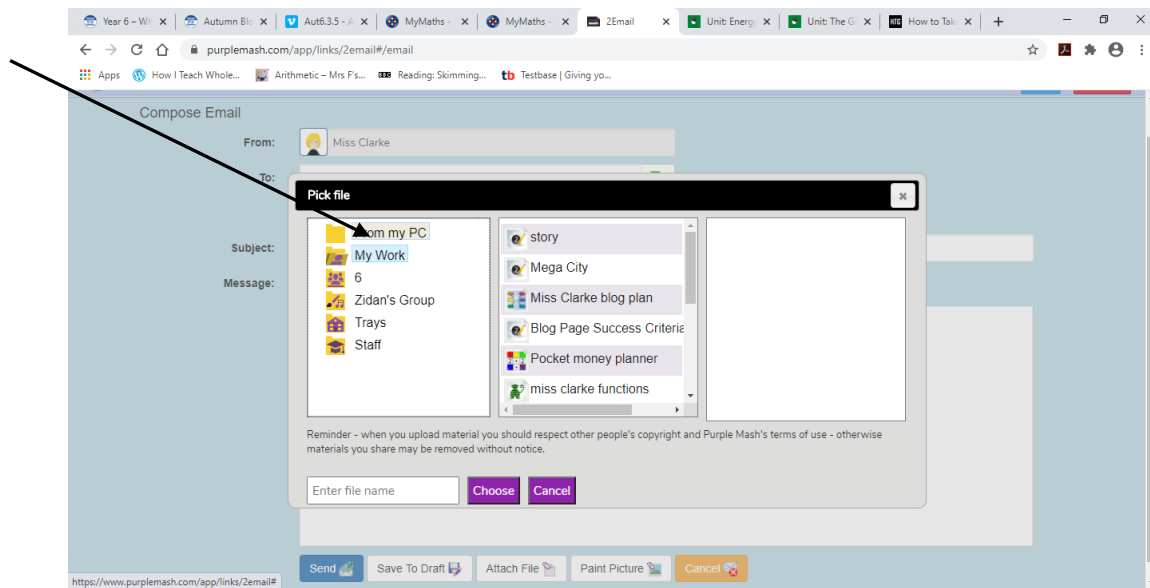 Year 6 – Wh
Autumn Blo
Aut6.3.5 - A
MyMaths -
MyMaths -
2Email
Unit: Energy
Unit: The G
HTG
How to Tak
purplemash.com/app/links/2email#/email
Apps
How I Teach Whole...
Arithmetic – Mrs F's...
BBC
Reading: Skimming...
tb
Testbase | Giving yo...
Compose Email
From:
Miss Clarke
To:
Pick file
om my PC
My Work
6
Zidan's Group
Trays
Staff
story
Mega City
Miss Clarke blog plan
Blog Page Success Criteria
Pocket money planner
miss clarke functions
Subject:
Message:
Reminder - when you upload material you should respect other people's copyright and Purple Mash's terms of use - otherwise
materials you share may be removed without notice.
Enter file name
Choose
Cancel
Send
Save To Draft
Attach File
Paint Picture
Cancel
https://www.purplemash.com/app/links/2email#